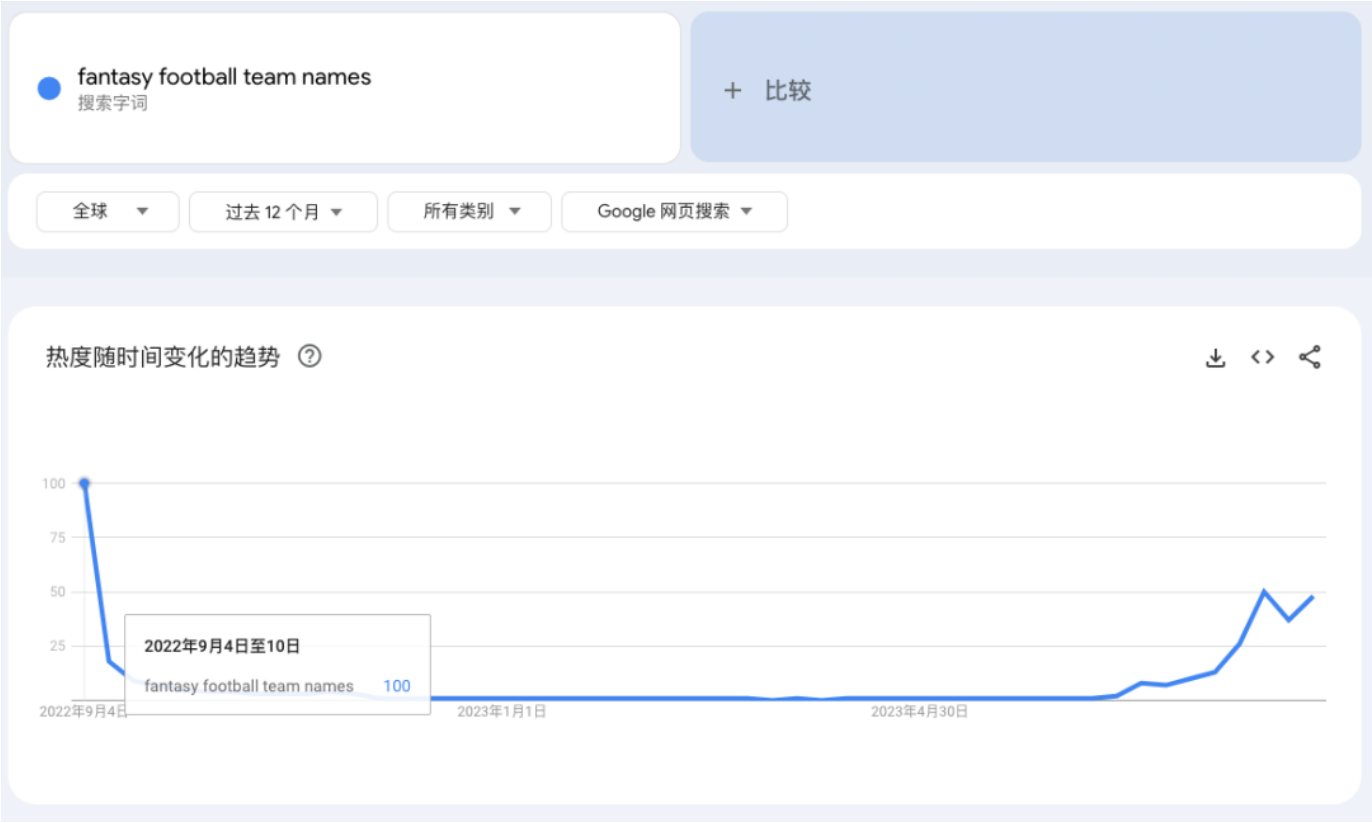 fantasy football team names
搜索字词
+ 比较
全球
过去 12 个月
所有类别
Google 网页搜索
热度随时间变化的趋势
100
75
50
25
2022年9月4日至10日
fantasy football team names 100
2022年9月4日
2023年1月1日
2023年4月30日